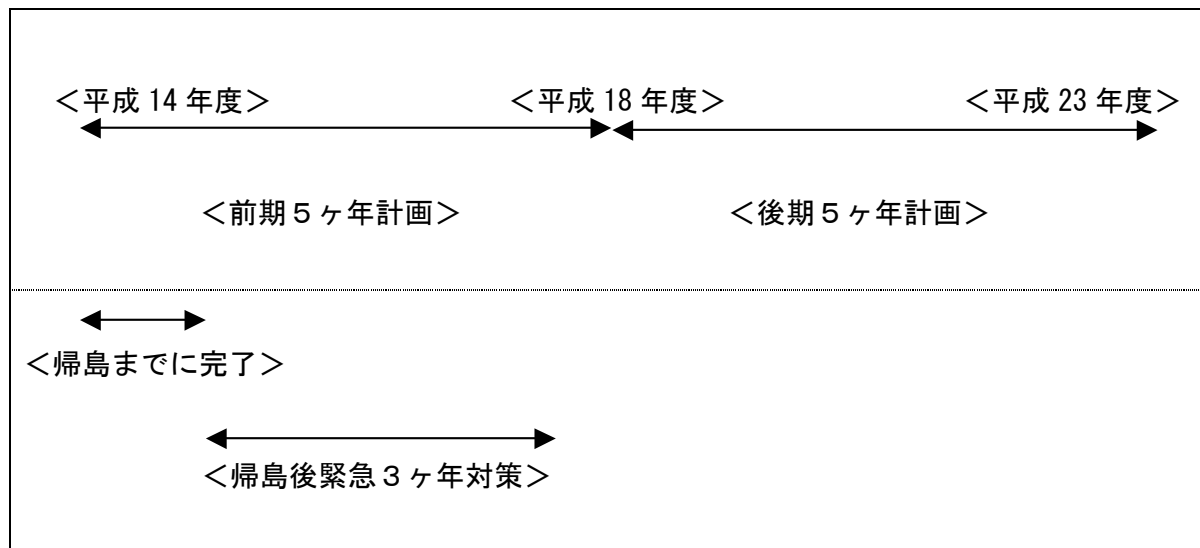 ＜平成 14 年度＞ ＜平成 18 年度＞ ＜平成 23 年度＞
＜前期５ヶ年計画＞ ＜後期５ヶ年計画＞
＜帰島までに完了＞
＜帰島後緊急３ヶ年対策＞